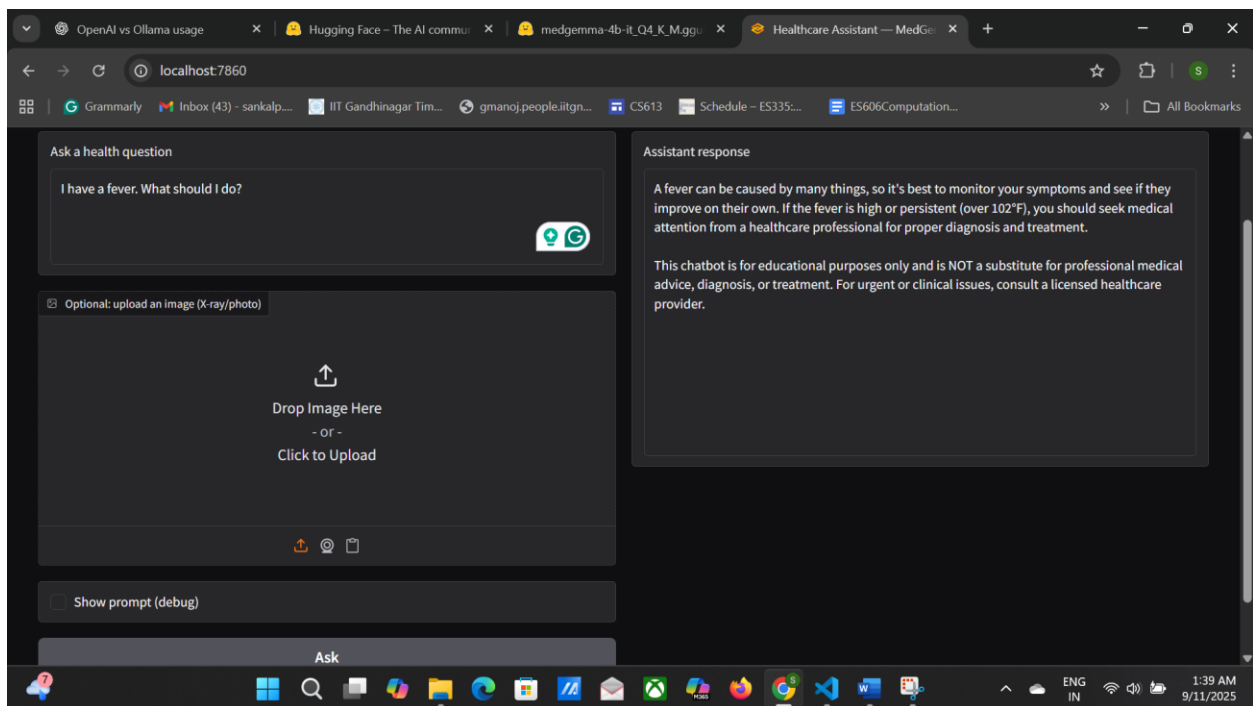 OpenAI vs Ollama usage
Hugging Face – The AI commun
medgemma-4b-it_Q4_K_M.ggu
Healthcare Assistant — MedGe
localhost:7860
Grammarly
Inbox (43) - sankalp....
IIT Gandhinagar Tim...
gmanoj.people.iitgn...
CS613
Schedule – ES335:...
ES606Computation...
All Bookmarks
S
Ask a health question
I have a fever. What should I do?
Optional: upload an image (X-ray/photo)
Drop Image Here
- or -
Click to Upload
Show prompt (debug)
Ask
Assistant response
A fever can be caused by many things, so it's best to monitor your symptoms and see if they
improve on their own. If the fever is high or persistent (over 102°F), you should seek medical
attention from a healthcare professional for proper diagnosis and treatment.
This chatbot is for educational purposes only and is NOT a substitute for professional medical
advice, diagnosis, or treatment. For urgent or clinical issues, consult a licensed healthcare
provider.
7
ENG
IN
1:39 AM
9/11/2025